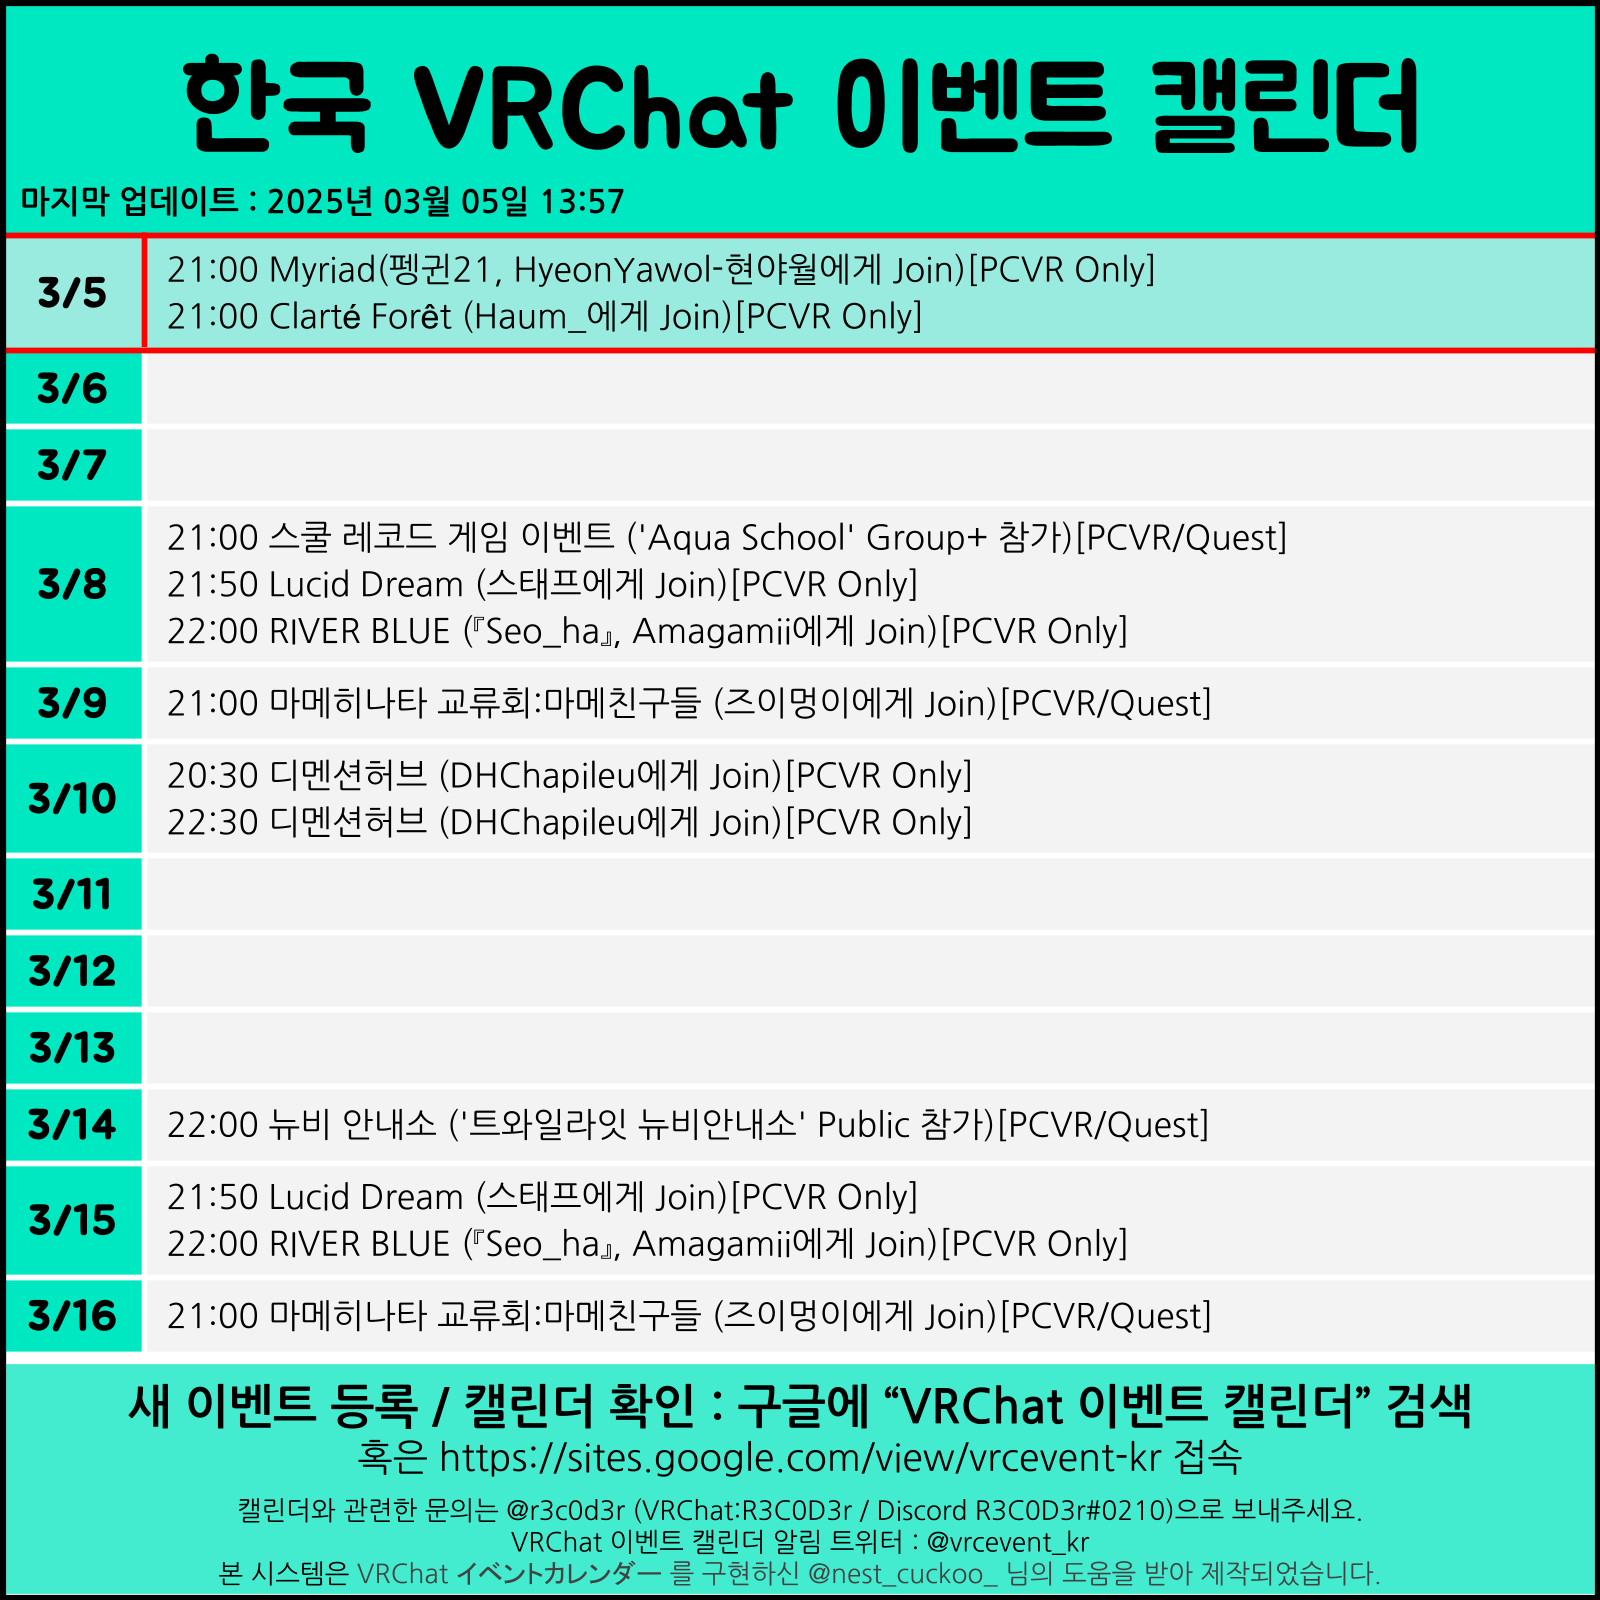 한국 VRChat 이벤트 캘린더
마지막 업데이트 : 2025년 03월 05일 13:57
3/5
21:00 Myriad(펭귄21, HyeonYawol-현야월에게 Join)[PCVR Only]
21:00 Clarté Forêt (Haum_에게 Join)[PCVR Only]
3/6
3/7
3/8
21:00 스쿨 레코드 게임 이벤트 ('Aqua School' Group+ 참가)[PCVR/Quest]
21:50 Lucid Dream (스태프에게 Join)[PCVR Only]
22:00 RIVER BLUE (『Seo_ha』, Amagamii에게 Join)[PCVR Only]
3/9
21:00 마메히나타 교류회:마메친구들 (즈이멍이에게 Join)[PCVR/Quest]
3/10
20:30 디멘션허브 (DHChapileu에게 Join)[PCVR Only]
22:30 디멘션허브 (DHChapileu에게 Join)[PCVR Only]
3/11
3/12
3/13
3/14
22:00 뉴비 안내소 ('트와일라잇 뉴비안내소' Public 참가)[PCVR/Quest]
3/15
21:50 Lucid Dream (스태프에게 Join)[PCVR Only]
22:00 RIVER BLUE (『Seo_ha』, Amagamii에게 Join)[PCVR Only]
3/16
21:00 마메히나타 교류회:마메친구들 (즈이멍이에게 Join)[PCVR/Quest]
새 이벤트 등록 / 캘린더 확인 : 구글에 “VRChat 이벤트 캘린더” 검색
혹은 https://sites.google.com/view/vrcevent-kr 접속
캘린더와 관련한 문의는 @r3c0d3r (VRChat:R3C0D3r / Discord R3C0D3r#0210)으로 보내주세요.
VRChat 이벤트 캘린더 알림 트위터 : @vrcevent_kr
본 시스템은 VRChat イベントカレンダー 를 구현하신 @nest_cuckoo_ 님의 도움을 받아 제작되었습니다.